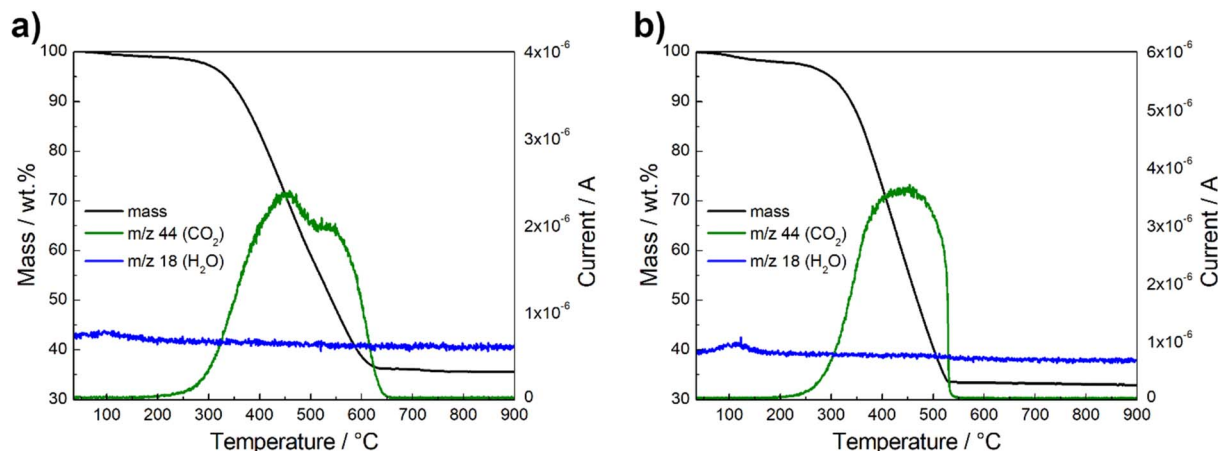 a)
100
90
80
70
60
50
40
30
Mass / wt.%
mass
m/z 44 (CO₂)
m/z 18 (H₂O)
4x10⁻⁶
3x10⁻⁶
2x10⁻⁶
1x10⁻⁶
0
Current / A
100 200 300 400 500 600 700 800 900
Temperature / °C
b)
100
90
80
70
60
50
40
30
Mass / wt.%
mass
m/z 44 (CO₂)
m/z 18 (H₂O)
6x10⁻⁶
5x10⁻⁶
4x10⁻⁶
3x10⁻⁶
2x10⁻⁶
1x10⁻⁶
0
Current / A
100 200 300 400 500 600 700 800 900
Temperature / °C